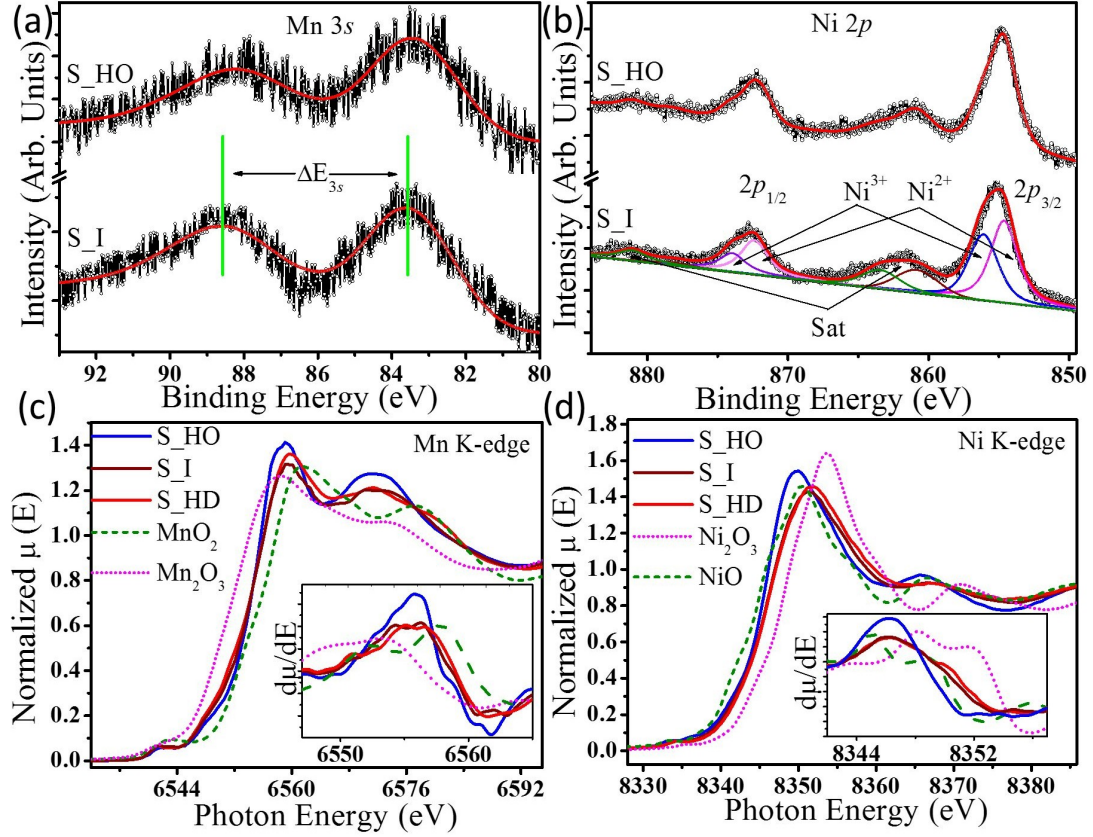 (a)
Mn 3s
S_HO
ΔE3s
S_I
Intensity (Arb. Units)
92 90 88 86 84 82 80
Binding Energy (eV)
(b)
Ni 2p
S_HO
2p1/2 Ni3+ Ni2+ 2p3/2
S_I
Sat
Intensity (Arb. Units)
880 870 860 850
Binding Energy (eV)
(c)
Mn K-edge
S_HO
S_I
S_HD
MnO2
Mn2O3
Normalized μ (E)
1.4
1.2
1.0
0.8
0.6
0.4
0.2
0.0
dμ/dE
6550 6560
6544 6560 6576 6592
Photon Energy (eV)
(d)
Ni K-edge
S_HO
S_I
S_HD
Ni2O3
NiO
Normalized μ (E)
1.8
1.6
1.4
1.2
1.0
0.8
0.6
0.4
0.2
0.0
dμ/dE
8344 8352
8330 8340 8350 8360 8370 8380
Photon Energy (eV)